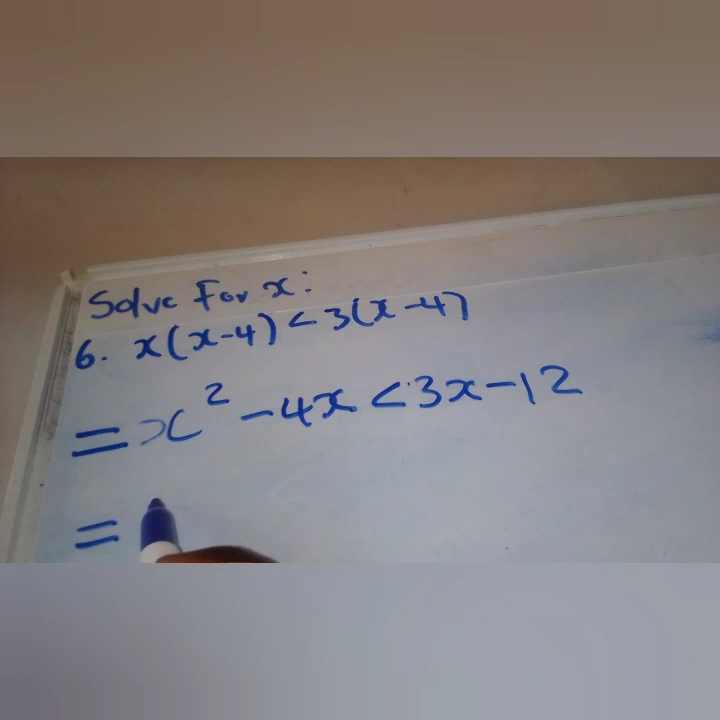 Solve For x:
6. x(x-4)<3(x-4)
= x² -4x<3x-12
=